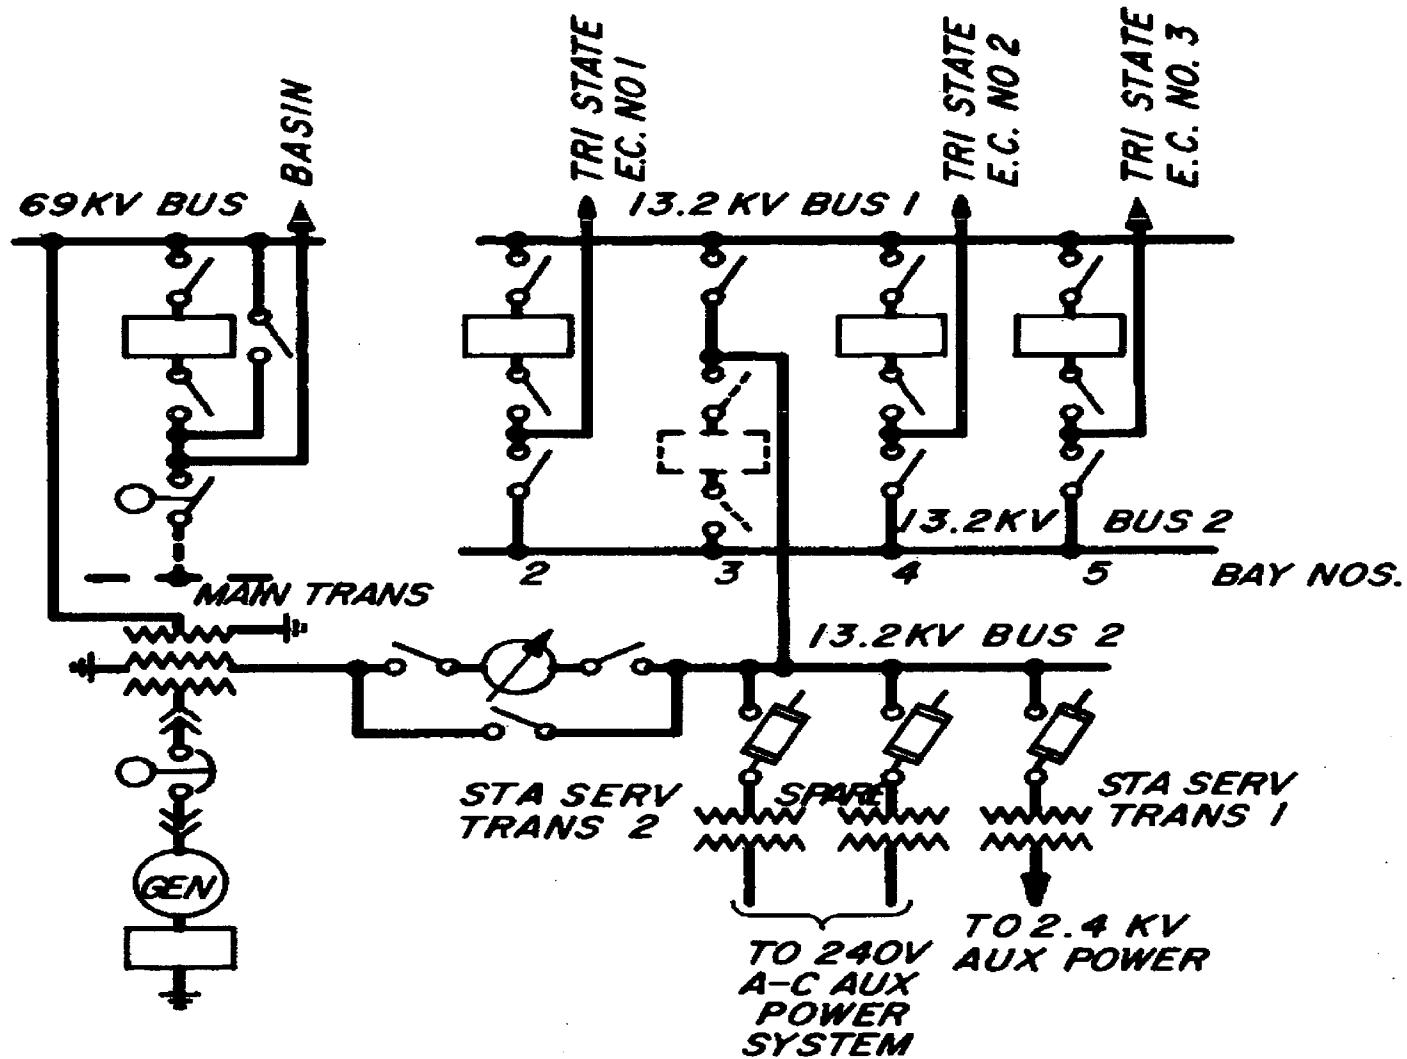 BASIN
TRI STATE
E.C. NO 1
TRI STATE
E.C. NO 2
TRI STATE
E.C. NO. 3
69KV BUS
13.2 KV BUS 1
13.2KV BUS 2
2 3 4 5 BAY NOS.
MAIN TRANS
13.2KV BUS 2
STA SERV
TRANS 2
SPARE
STA SERV
TRANS 1
GEN
TO 240V
A-C AUX
POWER
SYSTEM
TO 2.4 KV
AUX POWER